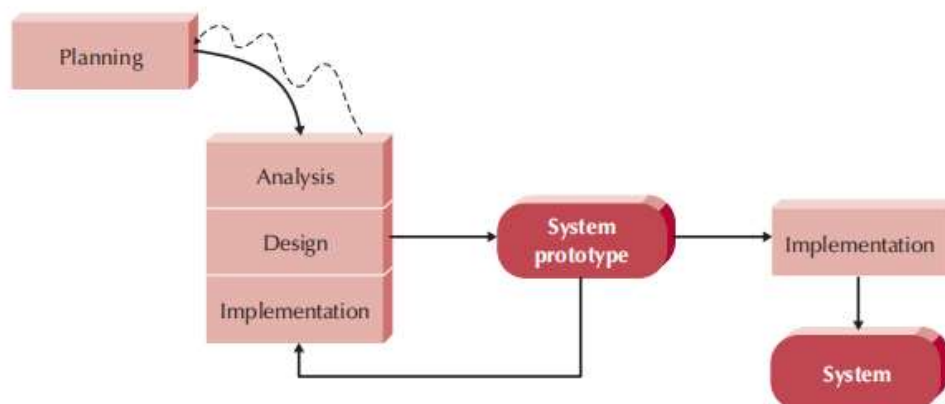 Planning
Analysis
Design
Implementation
System
prototype
Implementation
System